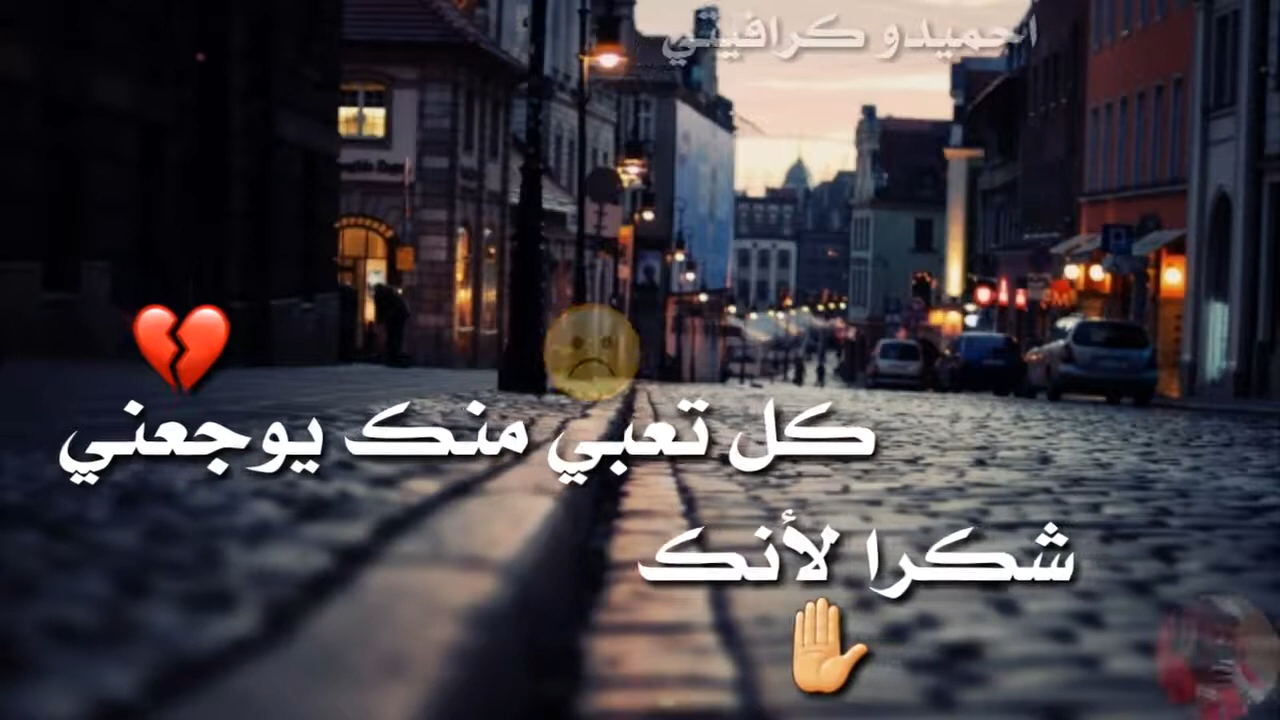 احميدو كرافيتي
كل تعبي منك يوجعني
شكرا لأنك